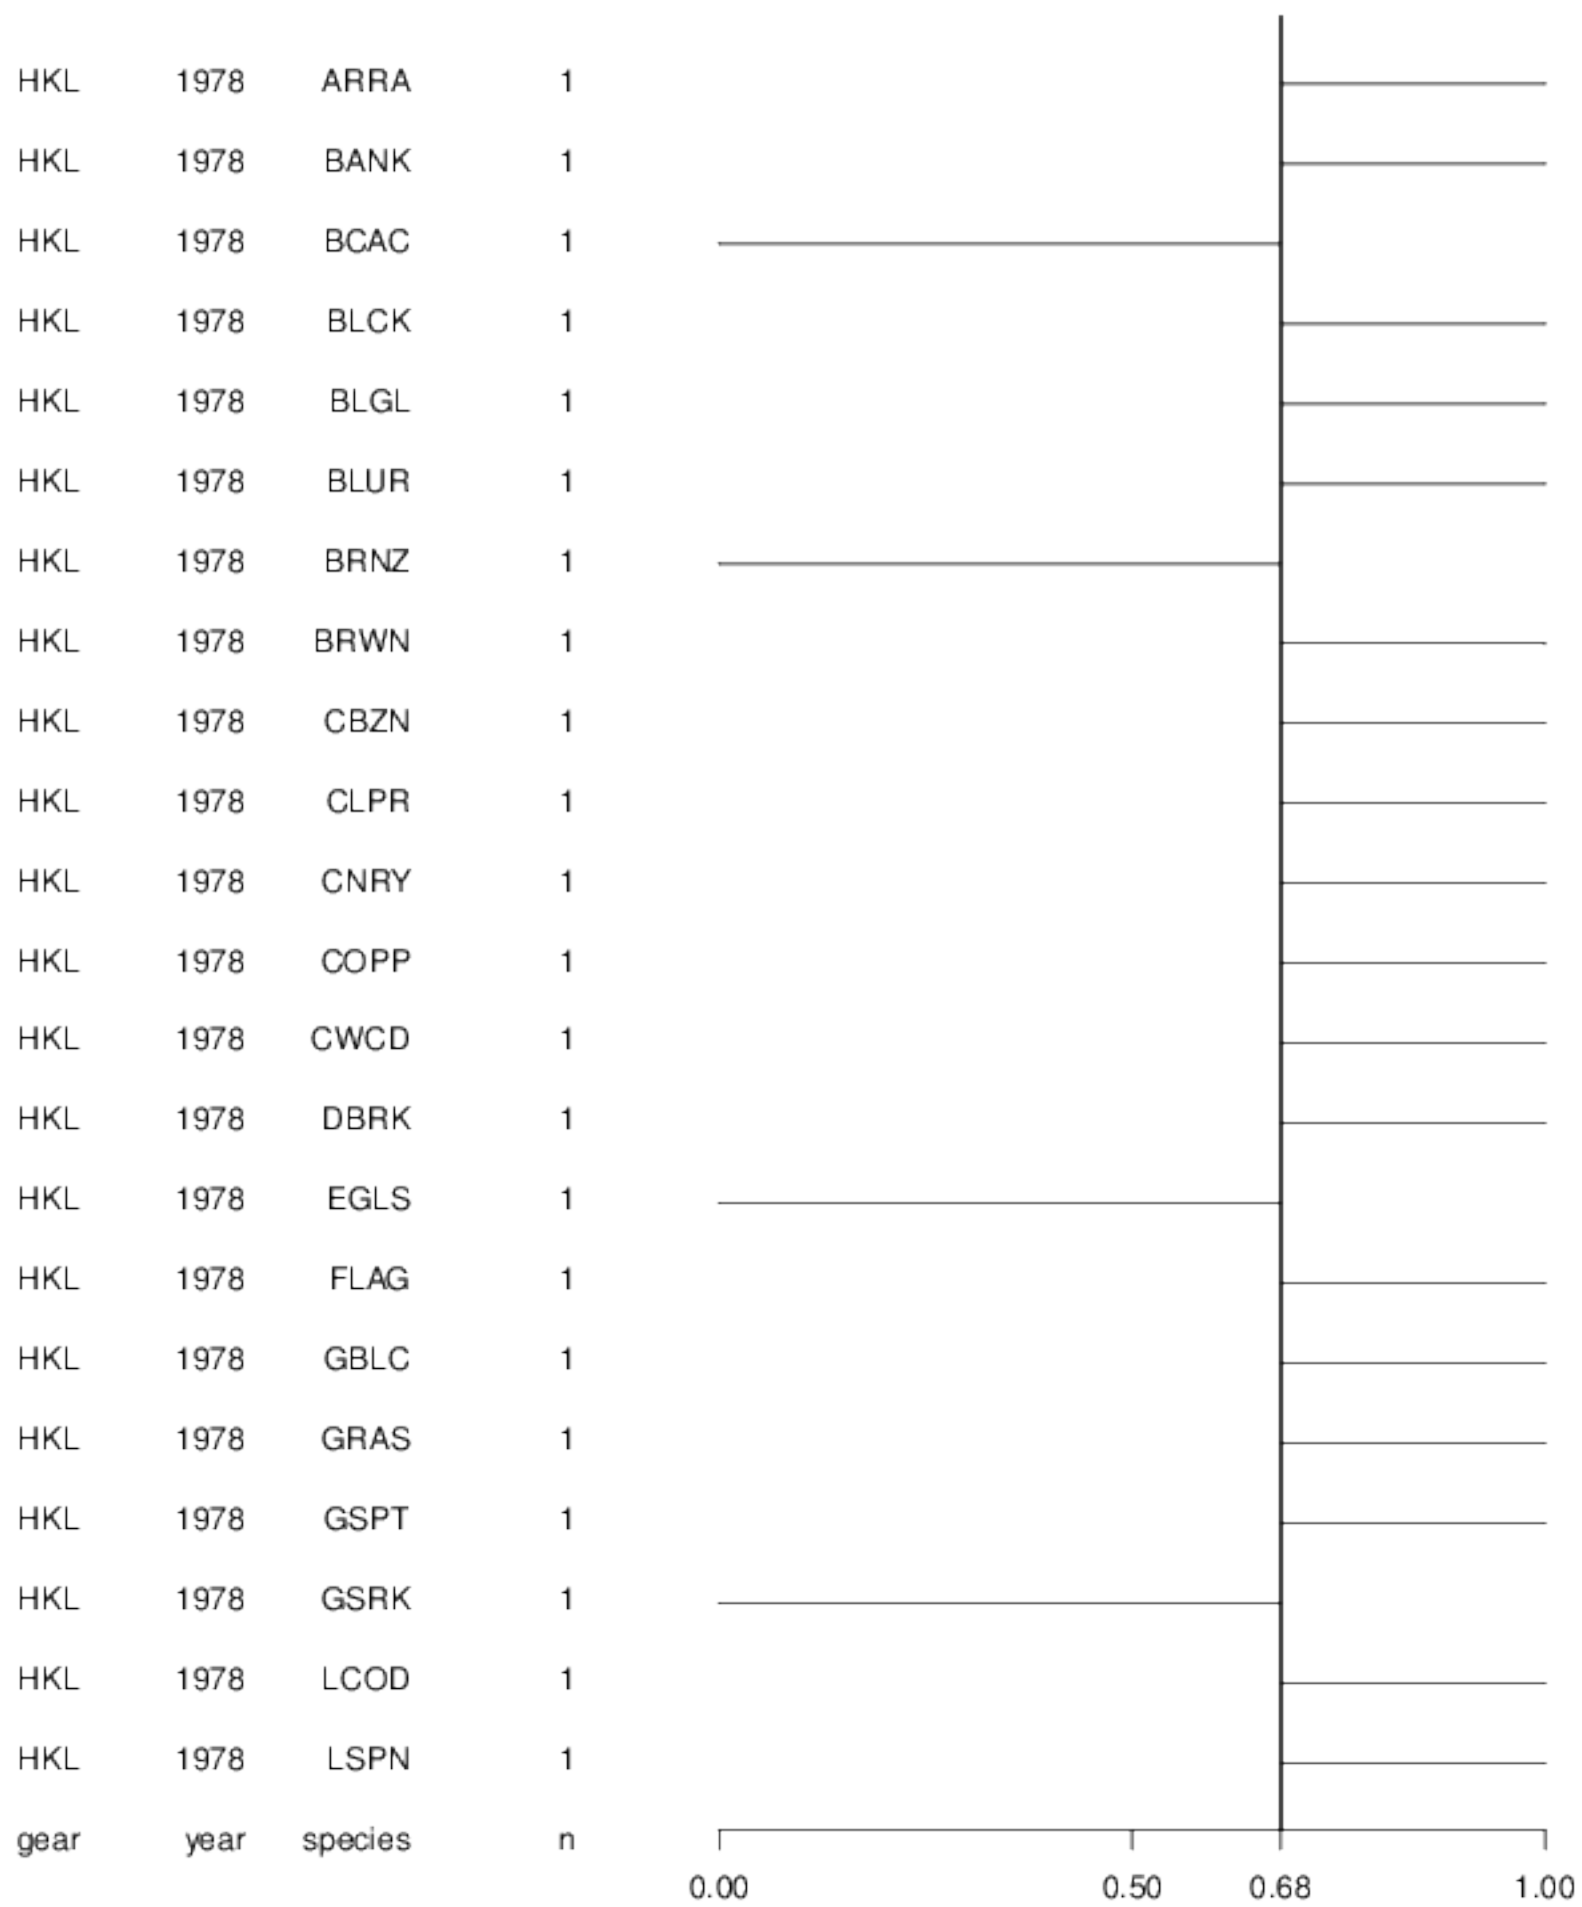 HKL 1978 ARRA 1
HKL 1978 BANK 1
HKL 1978 BCAC 1
HKL 1978 BLCK 1
HKL 1978 BLGL 1
HKL 1978 BLUR 1
HKL 1978 BRNZ 1
HKL 1978 BRWN 1
HKL 1978 CBZN 1
HKL 1978 CLPR 1
HKL 1978 CNRY 1
HKL 1978 COPP 1
HKL 1978 CWCD 1
HKL 1978 DBRK 1
HKL 1978 EGLS 1
HKL 1978 FLAG 1
HKL 1978 GBLC 1
HKL 1978 GRAS 1
HKL 1978 GSPT 1
HKL 1978 GSRK 1
HKL 1978 LCOD 1
HKL 1978 LSPN 1
gear year species n
0.00 0.50 0.68 1.00